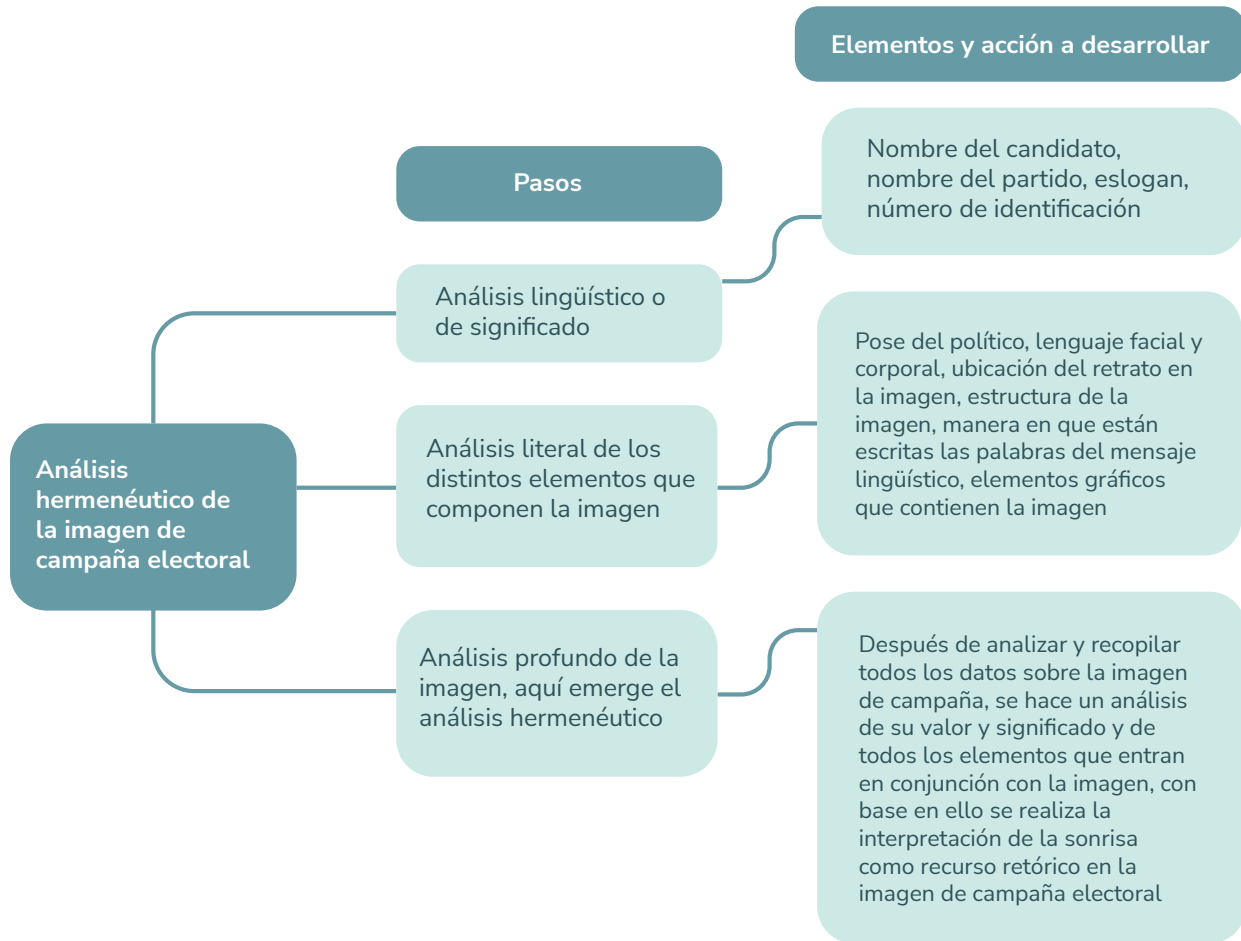 Elementos y acción a desarrollar
Nombre del candidato,
nombre del partido, eslogan,
número de identificación
Pasos
Análisis lingüístico o
de significado
Pose del político, lenguaje facial y
corporal, ubicación del retrato en
la imagen, estructura de la
imagen, manera en que están
escritas las palabras del mensaje
lingüístico, elementos gráficos
que contienen la imagen
Análisis literal de los
distintos elementos que
componen la imagen
Análisis
hermenéutico de
la imagen de
campaña electoral
Análisis profundo de la
imagen, aquí emerge el
análisis hermenéutico
Después de analizar y recopilar
todos los datos sobre la imagen
de campaña, se hace un análisis
de su valor y significado y de
todos los elementos que entran
en conjunción con la imagen, con
base en ello se realiza la
interpretación de la sonrisa
como recurso retórico en la
imagen de campaña electoral